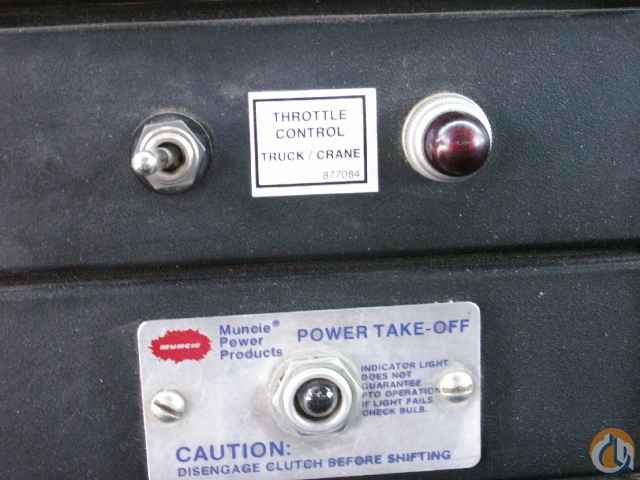 THROTTLE
CONTROL
TRUCK / CRANE
877084
muncie
Muncie®
Power
Products
POWER TAKE-OFF
INDICATOR LIGHT
DOES NOT
GUARANTEE
PTO OPERATION
IF LIGHT FAILS
CHECK BULB.
CAUTION:
DISENGAGE CLUTCH BEFORE SHIFTING